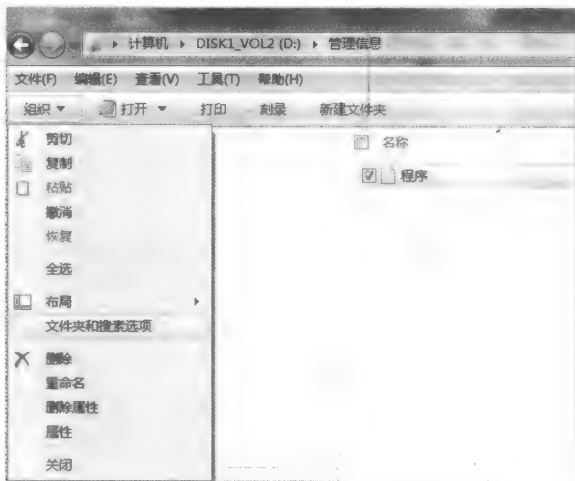 计算机 ▸ DISK1_VOL2 (D:) ▸ 管理信息
文件(F) 编辑(E) 查看(V) 工具(T) 帮助(H)
组织 ▼ 打开 ▼ 打印 刻录 新建文件夹
剪切
复制
粘贴
撤消
恢复
全选
布局
文件夹和搜索选项
删除
重命名
删除属性
属性
关闭
名称
程序